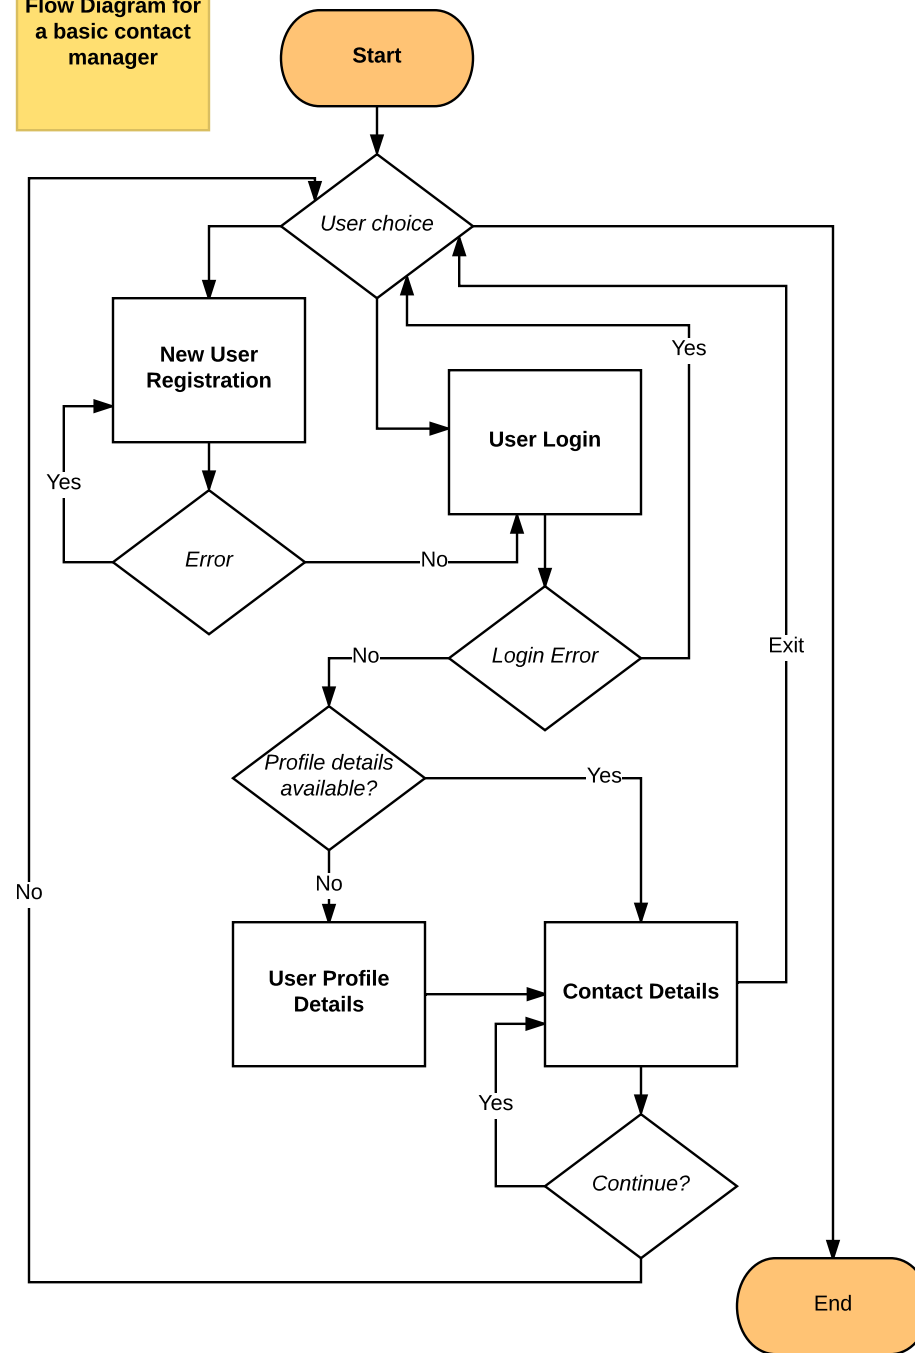 Flow Diagram for
a basic contact
manager
Start
User choice
New User
Registration
Yes
User Login
Yes
Error
No
Login Error
No
Exit
Profile details
available?
Yes
No
No
User Profile
Details
Contact Details
Yes
Continue?
End